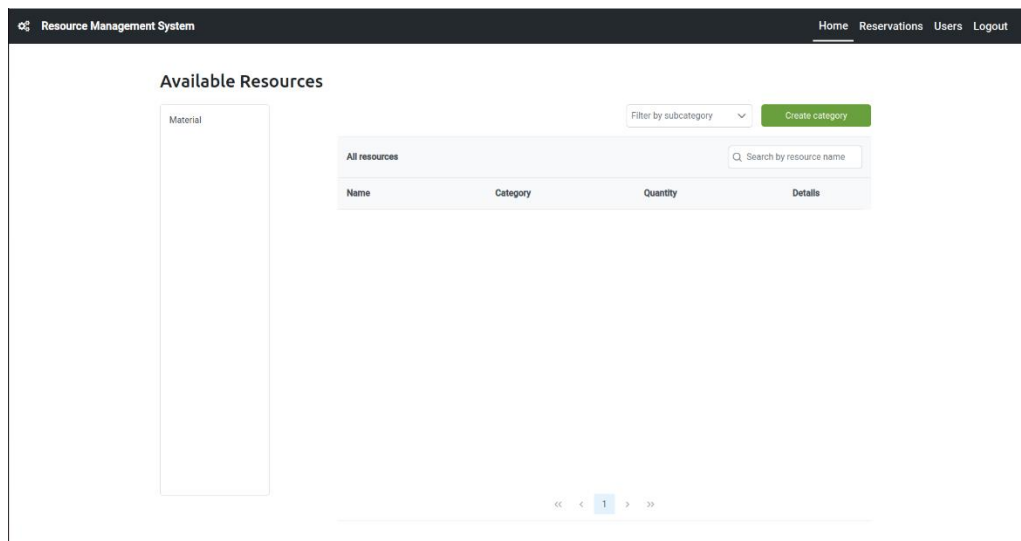 Resource Management System
Home Reservations Users Logout
Available Resources
Material
Filter by subcategory
Create category
All resources
Search by resource name
Name Category Quantity Details
<< < 1 > >>